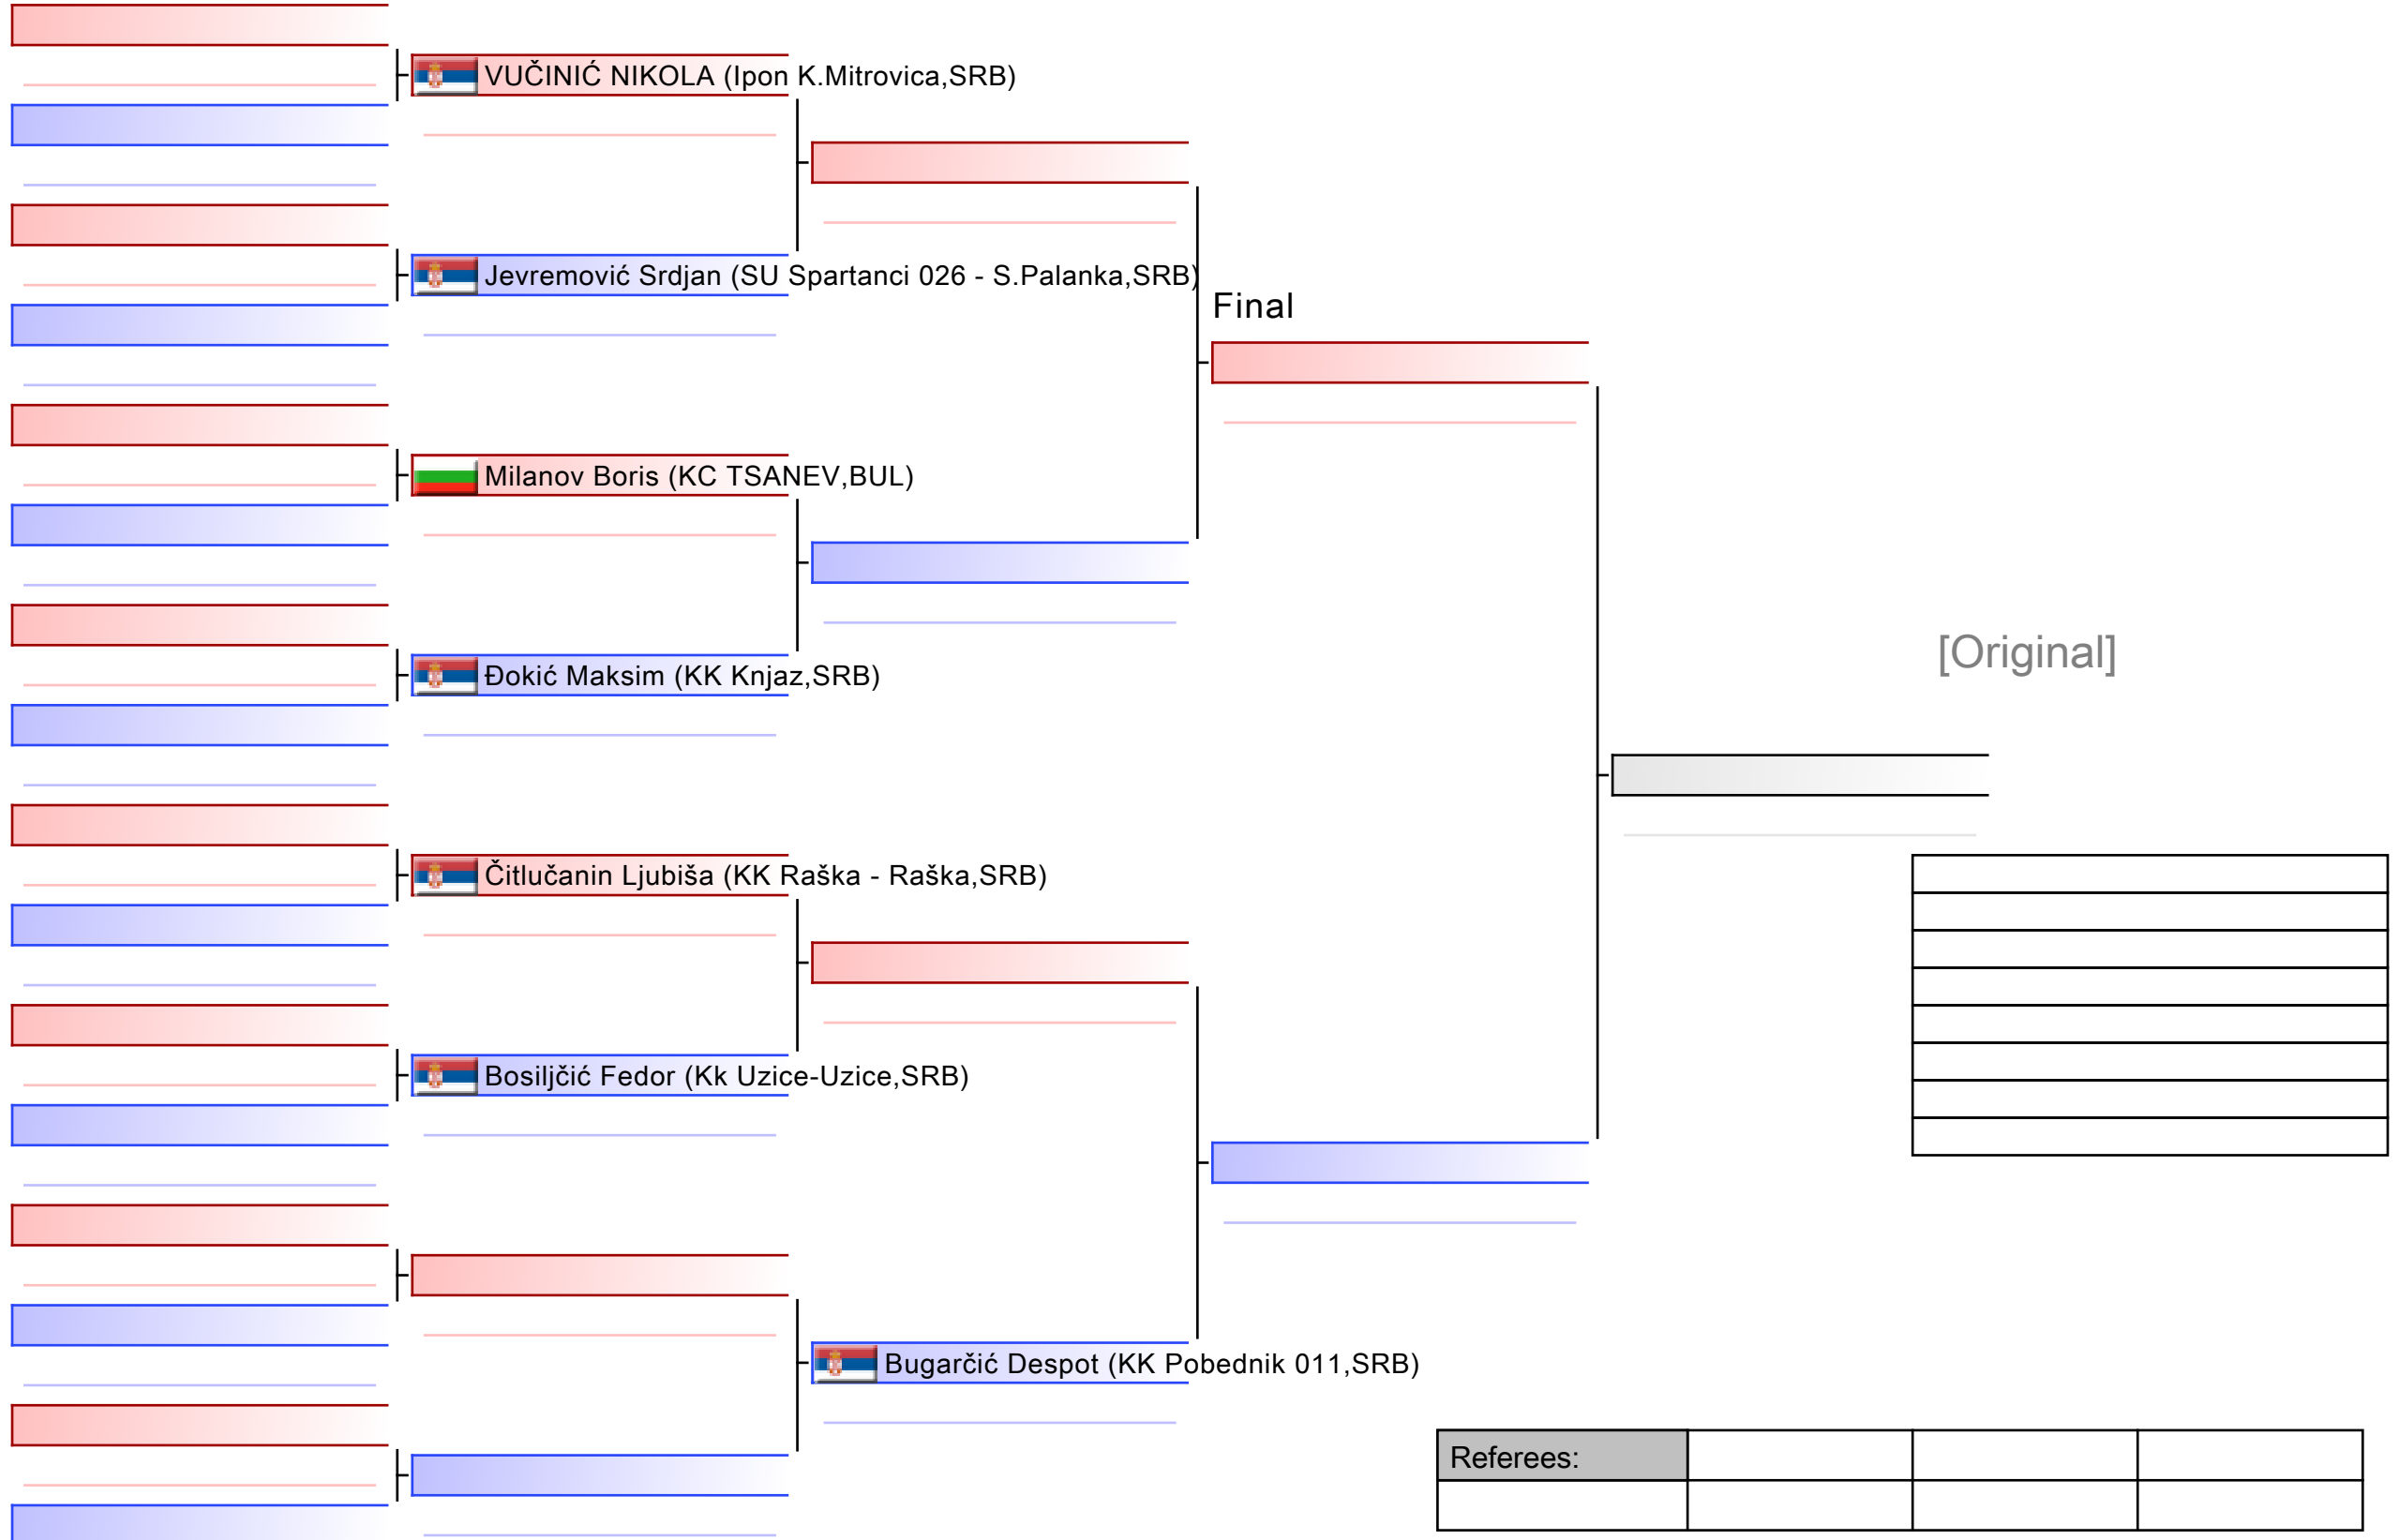 VUČINIĆ NIKOLA (Ipon K.Mitrovica,SRB)
Jevremović Srdjan (SU Spartanci 026 - S.Palanka,SRB)
Final
Milanov Boris (KC TSANEV,BUL)
[Original]
Đokić Maksim (KK Knjaz,SRB)
Čitlučanin Ljubiša (KK Raška - Raška,SRB)
Bosiljčić Fedor (Kk Uzice-Uzice,SRB)
Bugarčić Despot (KK Pobednik 011,SRB)
Referees: